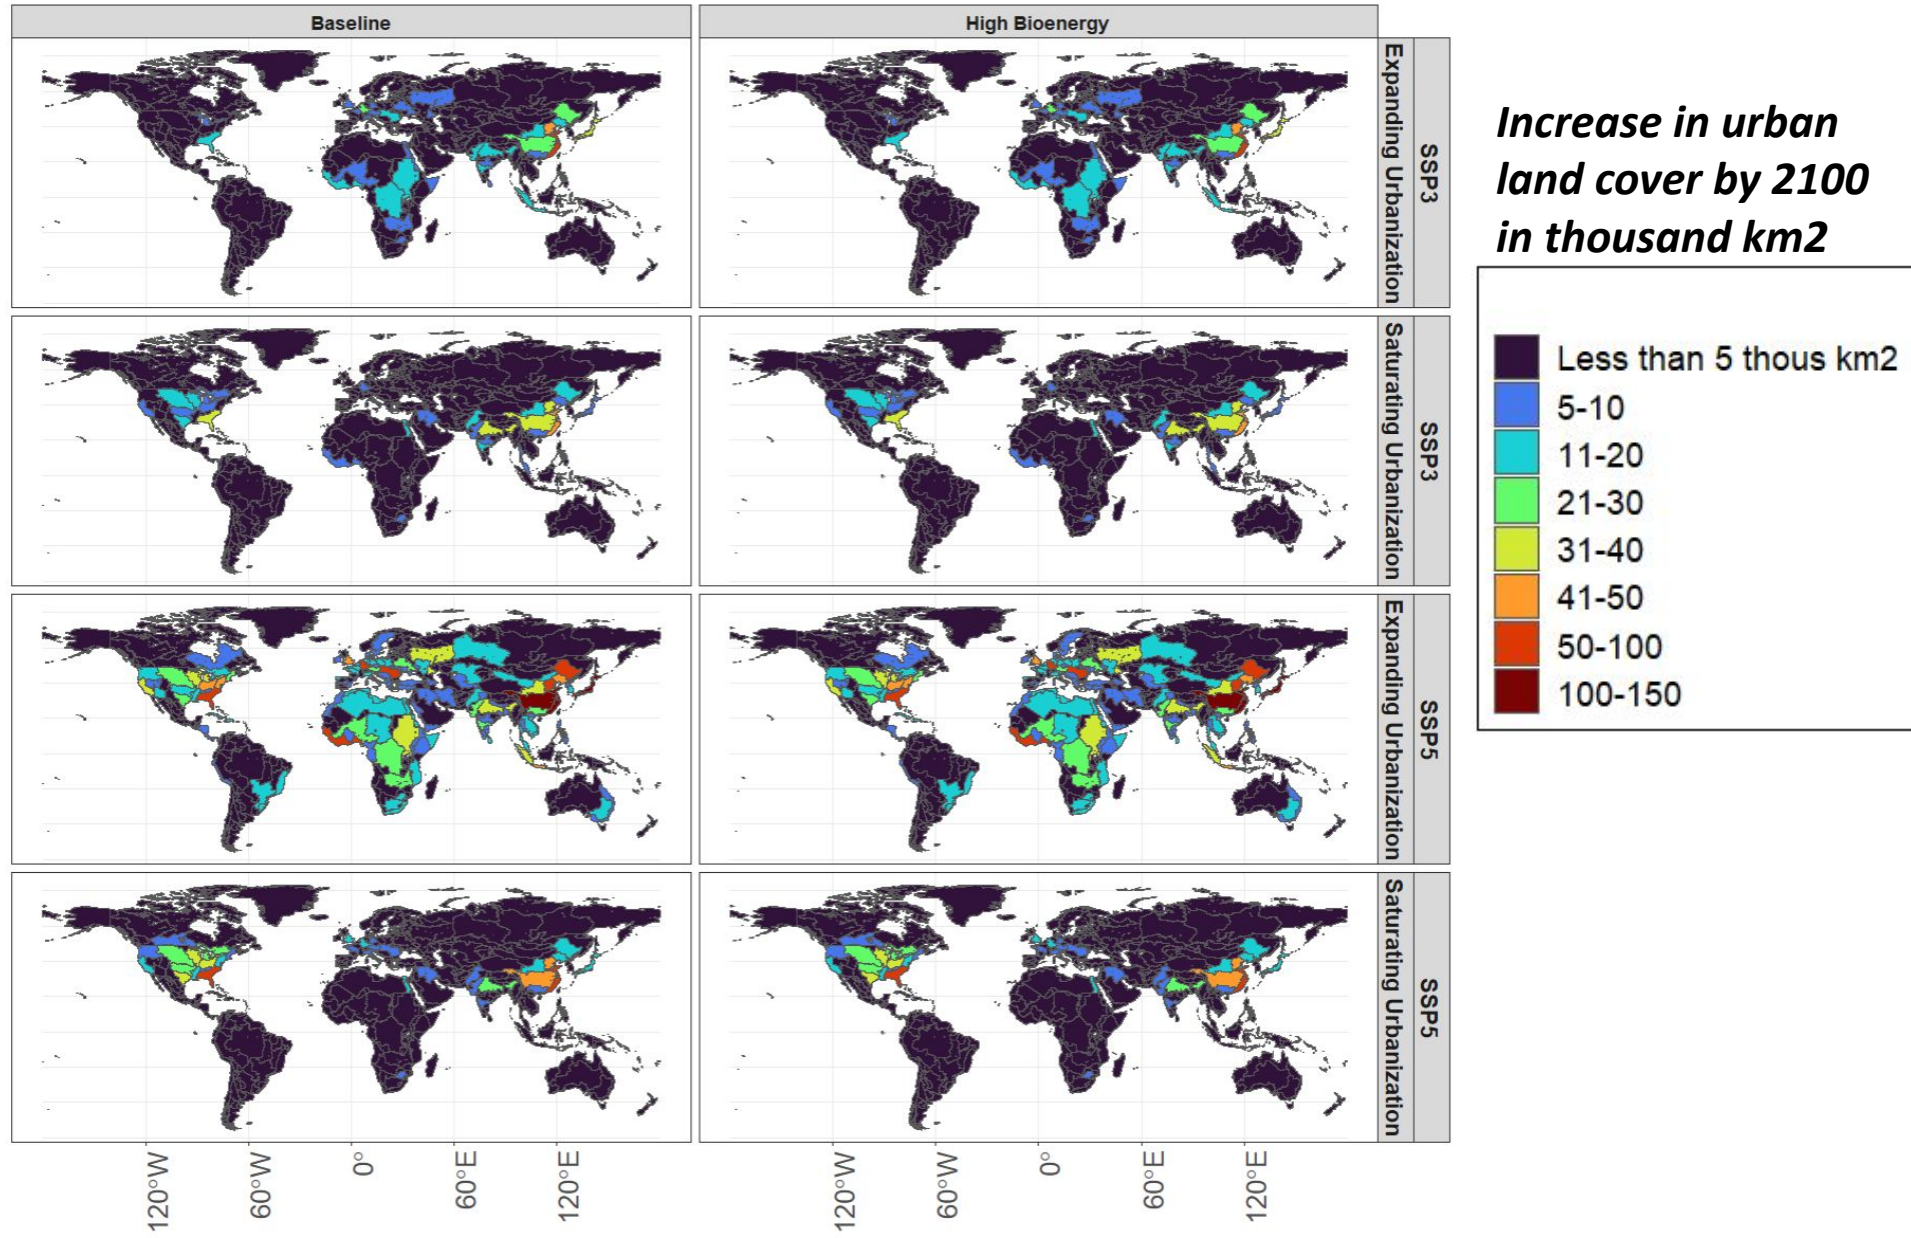 Baseline
High Bioenergy
Expanding Urbanization
SSP3
Saturating Urbanization
SSP3
Expanding Urbanization
SSP5
Saturating Urbanization
SSP5
120°W
60°W
0°
60°E
120°E
120°W
60°W
0°
60°E
120°E
Increase in urban
land cover by 2100
in thousand km2
Less than 5 thous km2
5-10
11-20
21-30
31-40
41-50
50-100
100-150